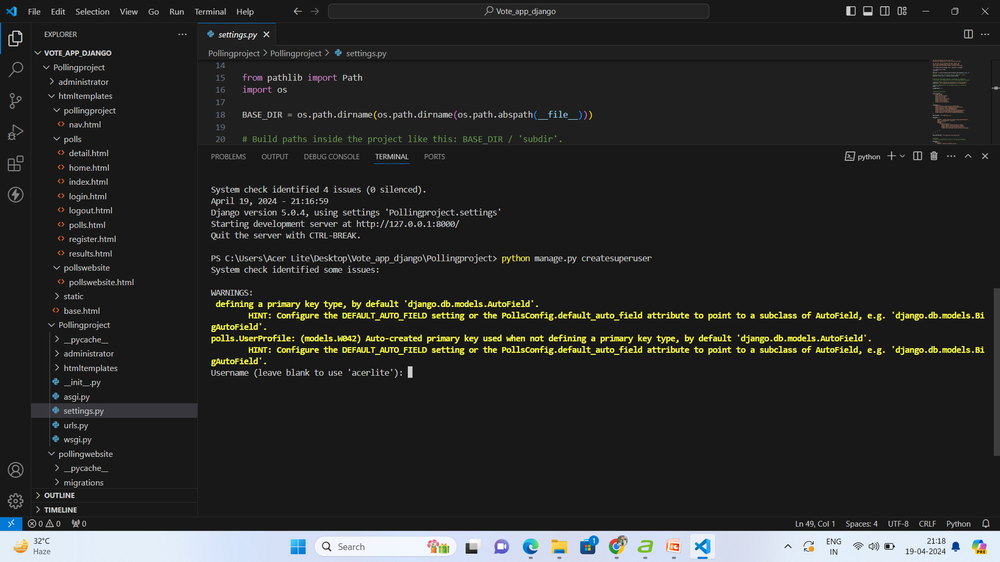 File Edit Selection View Go Run Terminal Help
Vote_app_django
EXPLORER
VOTE_APP_DJANGO
Pollingproject
administrator
htmltemplates
pollingproject
nav.html
polls
detail.html
home.html
index.html
login.html
logout.html
polls.html
register.html
results.html
pollswebsite
pollswebsite.html
static
base.html
Pollingproject
__pycache__
administrator
htmltemplates
__init__.py
asgi.py
settings.py
urls.py
wsgi.py
pollingwebsite
__pycache__
migrations
OUTLINE
TIMELINE
settings.py
Pollingproject > Pollingproject > settings.py
14
15 from pathlib import Path
16 import os
17
18 BASE_DIR = os.path.dirname(os.path.dirname(os.path.abspath(__file__)))
19
20 # Build paths inside the project like this: BASE_DIR / 'subdir'.
PROBLEMS OUTPUT DEBUG CONSOLE TERMINAL PORTS
python
System check identified 4 issues (0 silenced).
April 19, 2024 - 21:16:59
Django version 5.0.4, using settings 'Pollingproject.settings'
Starting development server at http://127.0.0.1:8000/
Quit the server with CTRL-BREAK.
PS C:\Users\Acer Lite\Desktop\Vote_app_django\Pollingproject> python manage.py createsuperuser
System check identified some issues:
WARNINGS:
defining a primary key type, by default 'django.db.models.AutoField'.
HINT: Configure the DEFAULT_AUTO_FIELD setting or the PollsConfig.default_auto_field attribute to point to a subclass of AutoField, e.g. 'django.db.models.Bi
gAutoField'.
polls.UserProfile: (models.W042) Auto-created primary key used when not defining a primary key type, by default 'django.db.models.AutoField'.
HINT: Configure the DEFAULT_AUTO_FIELD setting or the PollsConfig.default_auto_field attribute to point to a subclass of AutoField, e.g. 'django.db.models.Bi
gAutoField'.
Username (leave blank to use 'acerlite'):
0 0 0
Ln 49, Col 1 Spaces: 4 UTF-8 CRLF Python
32°C
Haze
Search
1
ENG
IN
21:18
19-04-2024
PRE